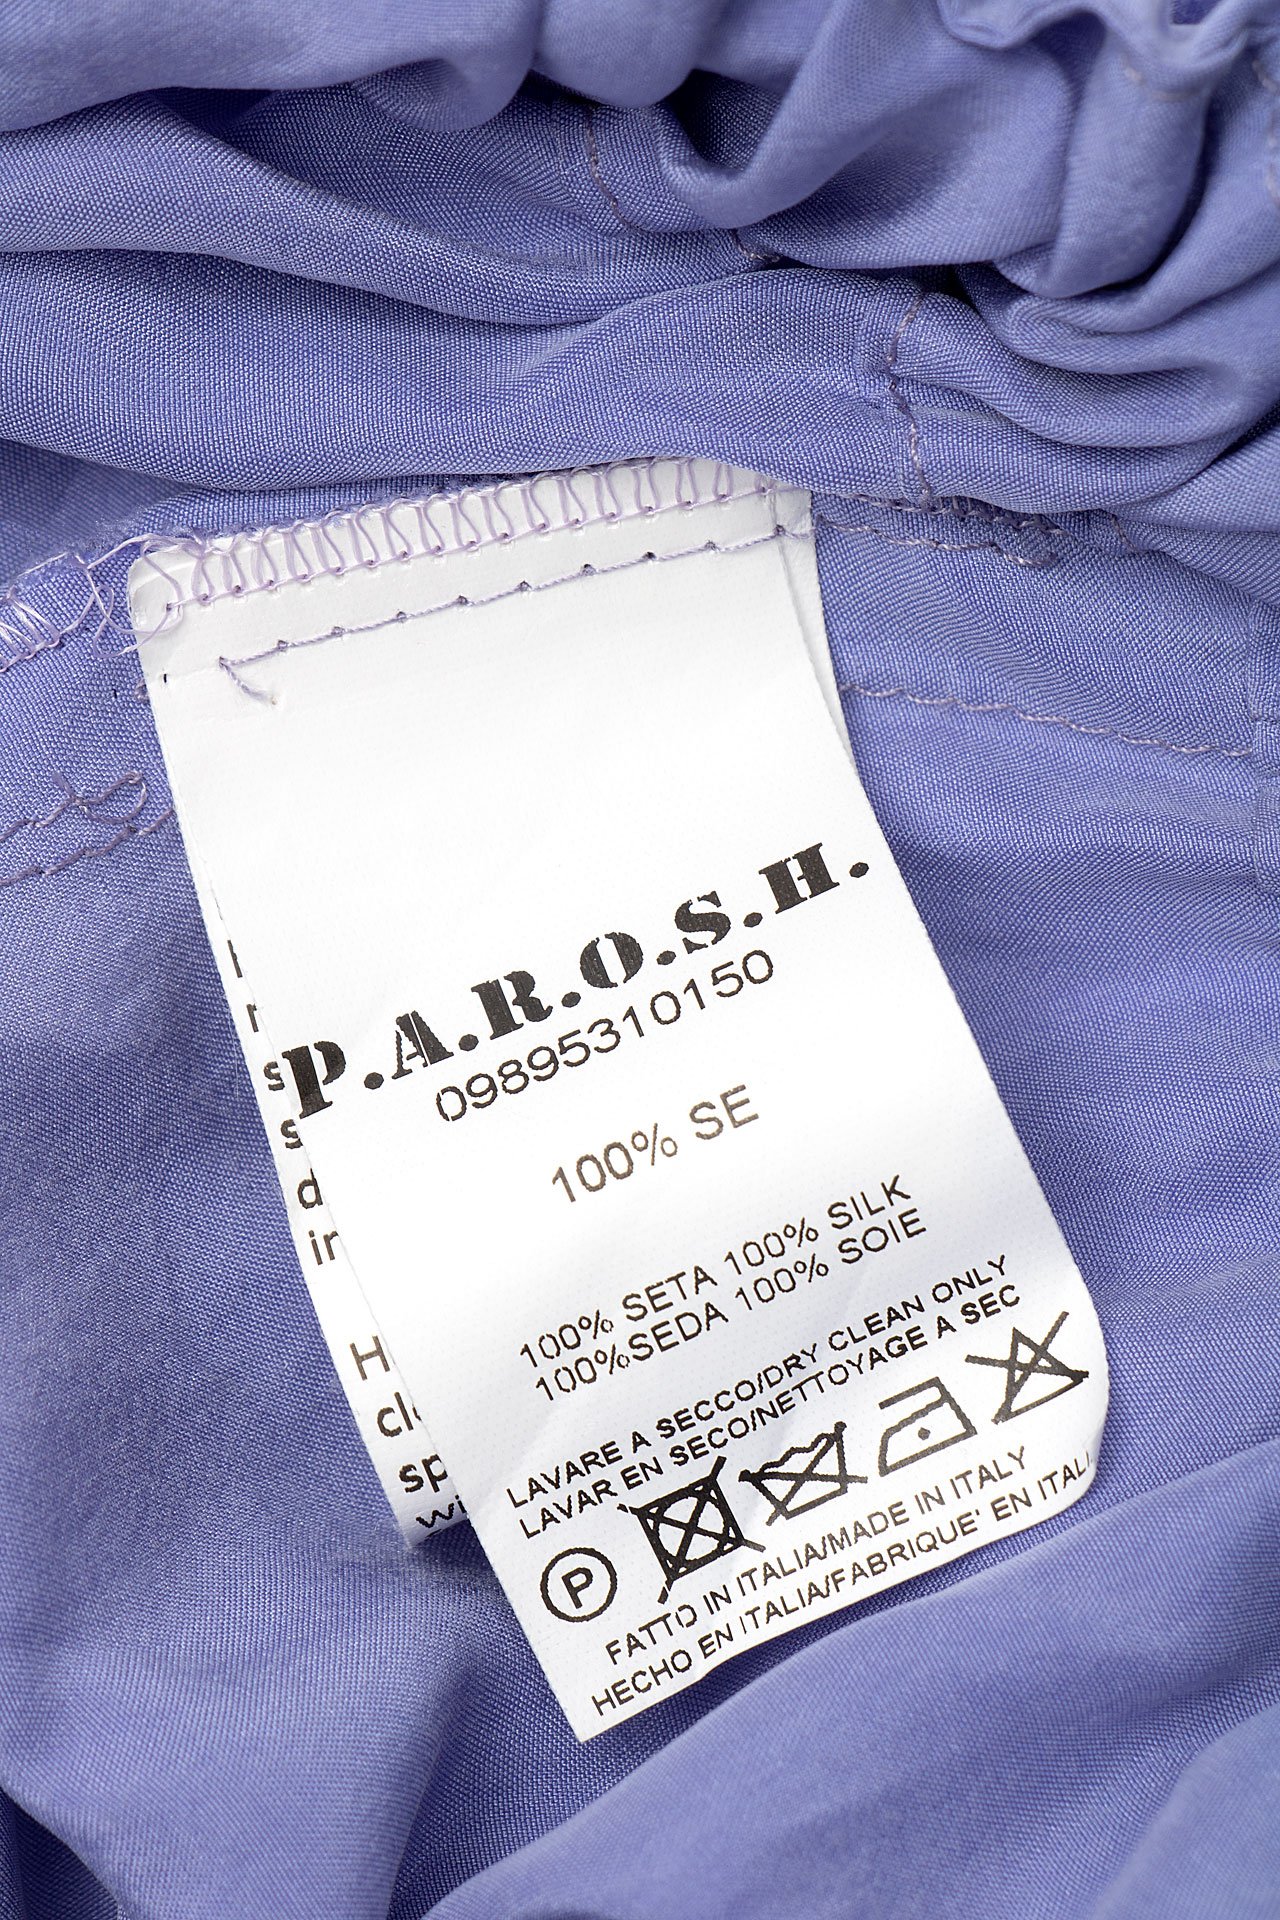 P.A.R.O.S.H.
09895310150
100% SE
100% SETA 100% SILK
100%SEDA 100% SOIE
LAVARE A SECCO/DRY CLEAN ONLY
LAVAR EN SECO/NETTOYAGE A SEC
P
FATTO IN ITALIA/MADE IN ITALY
HECHO EN ITALIA/FABRIQUE' EN ITALI